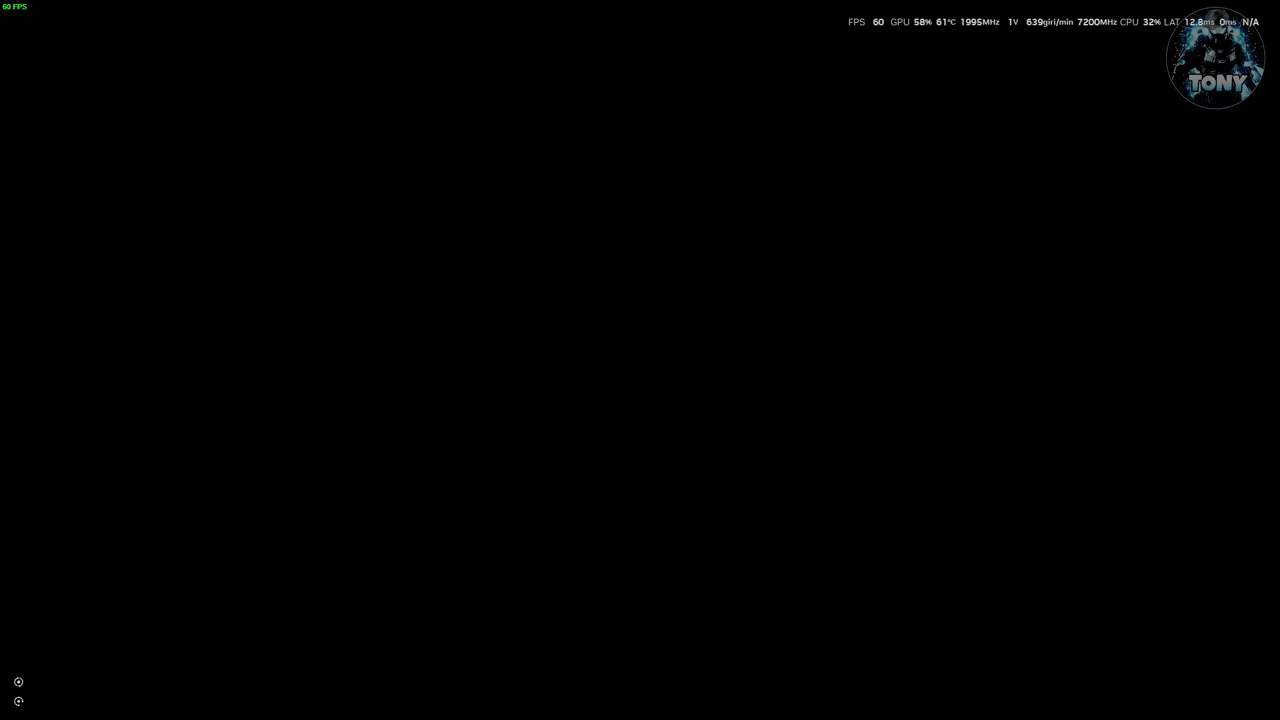 60 FPS
FPS 60 GPU 58% 61°C 1995MHz 1V 639giri/min 7200MHz CPU 32% LAT 12.8ms 0ms N/A
TONY